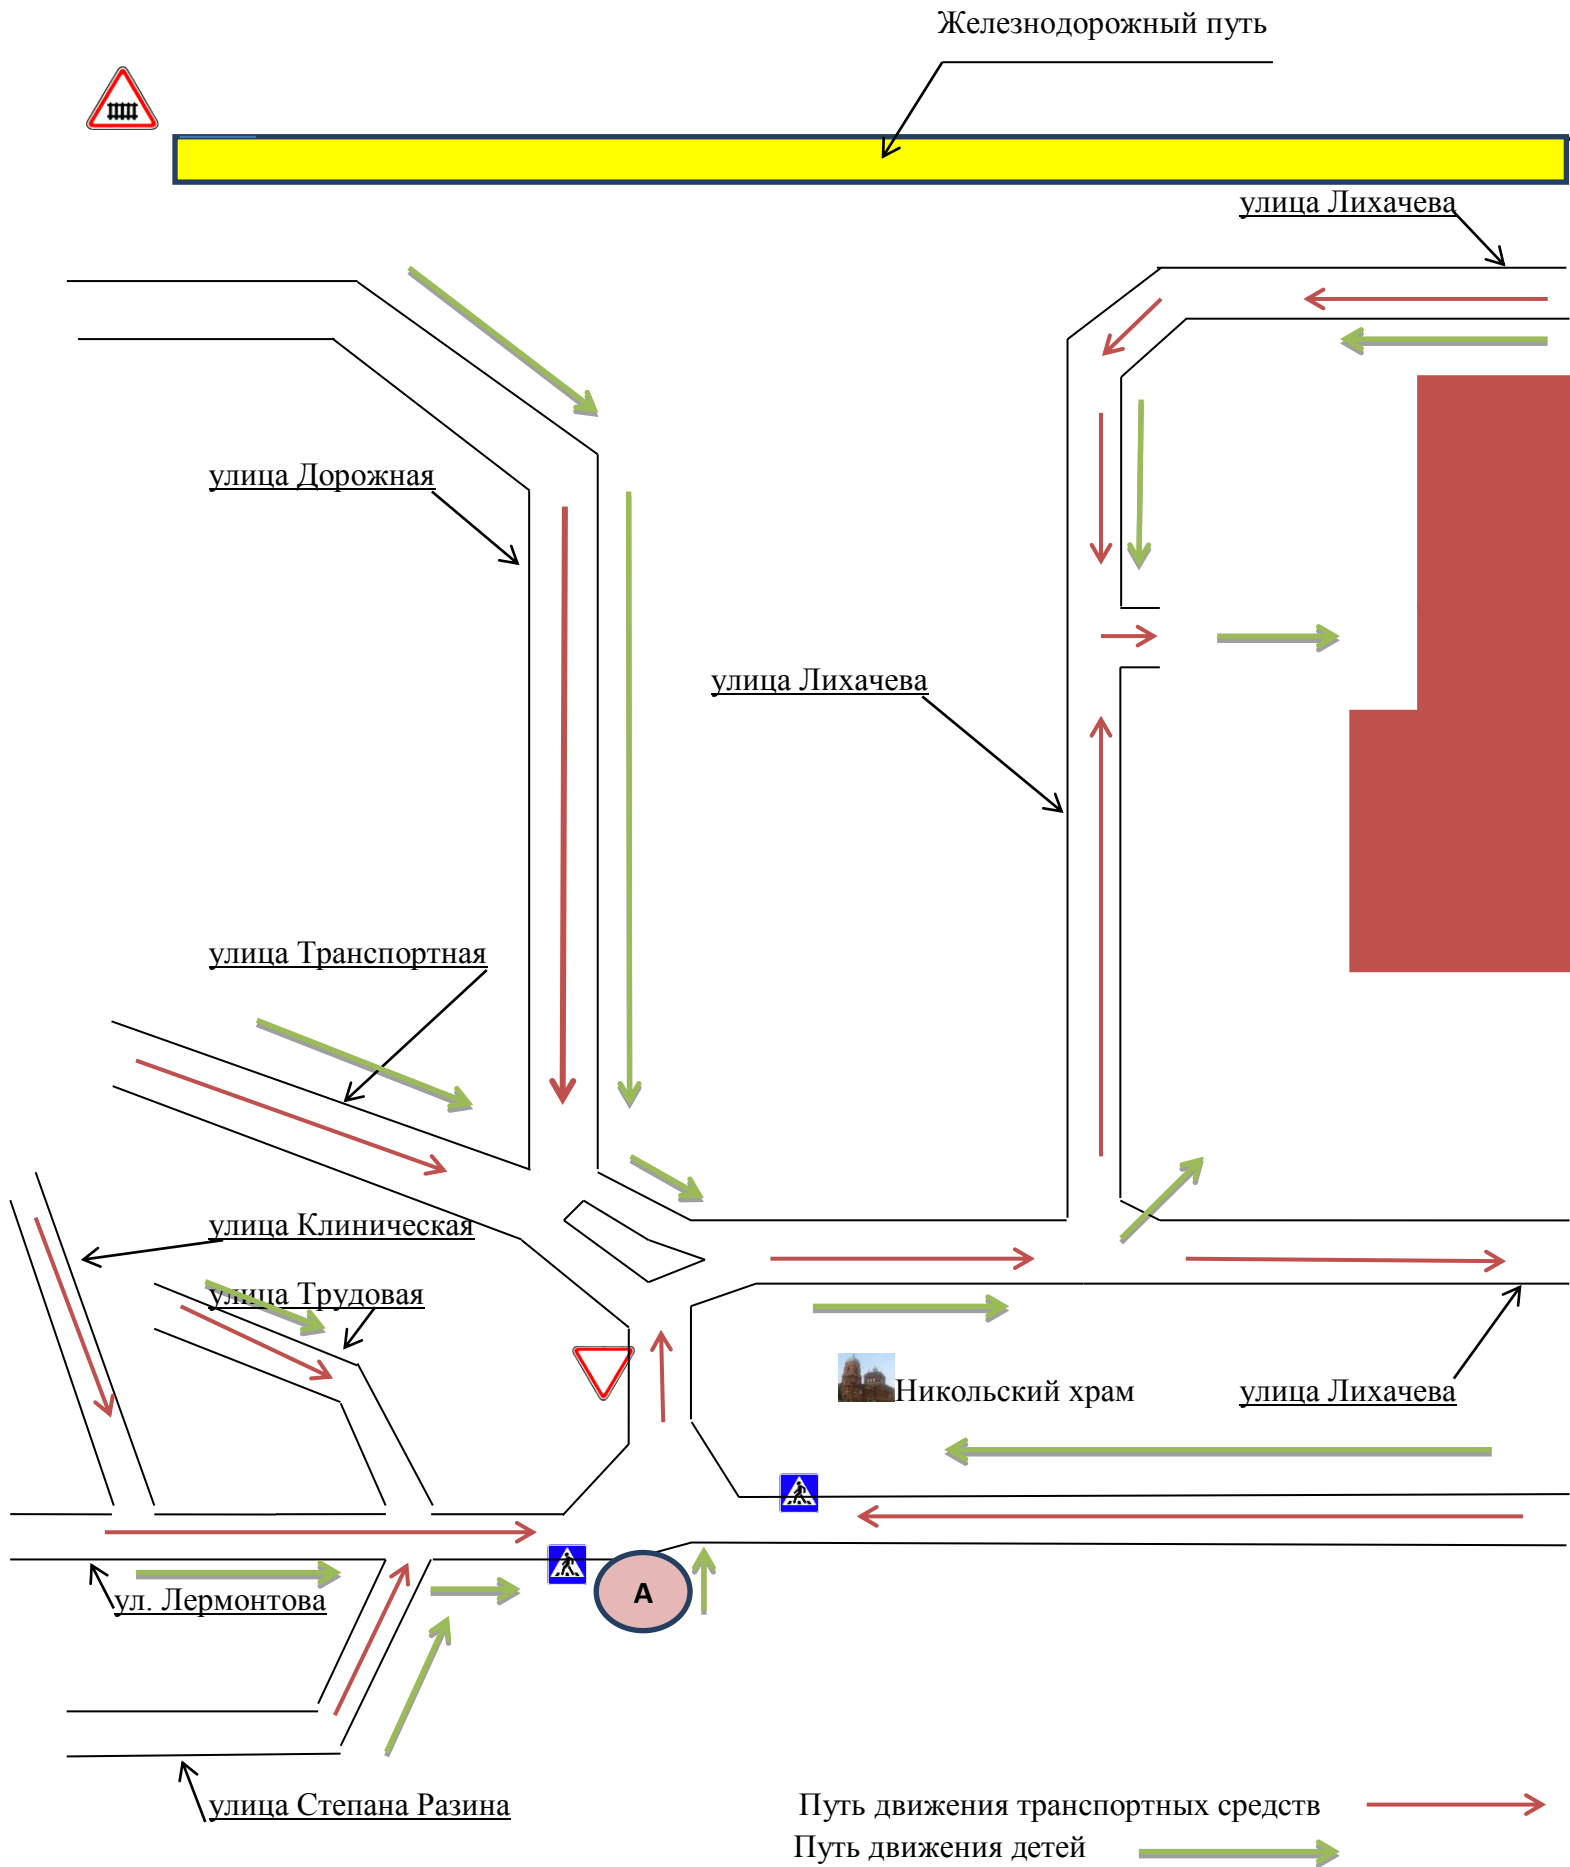 Железнодорожный путь
улица Лихачева
улица Дорожная
улица Лихачева
улица Транспортная
улица Клиническая
улица Трудовая
Никольский храм
улица Лихачева
А
ул. Лермонтова
улица Степана Разина
Путь движения транспортных средств
Путь движения детей